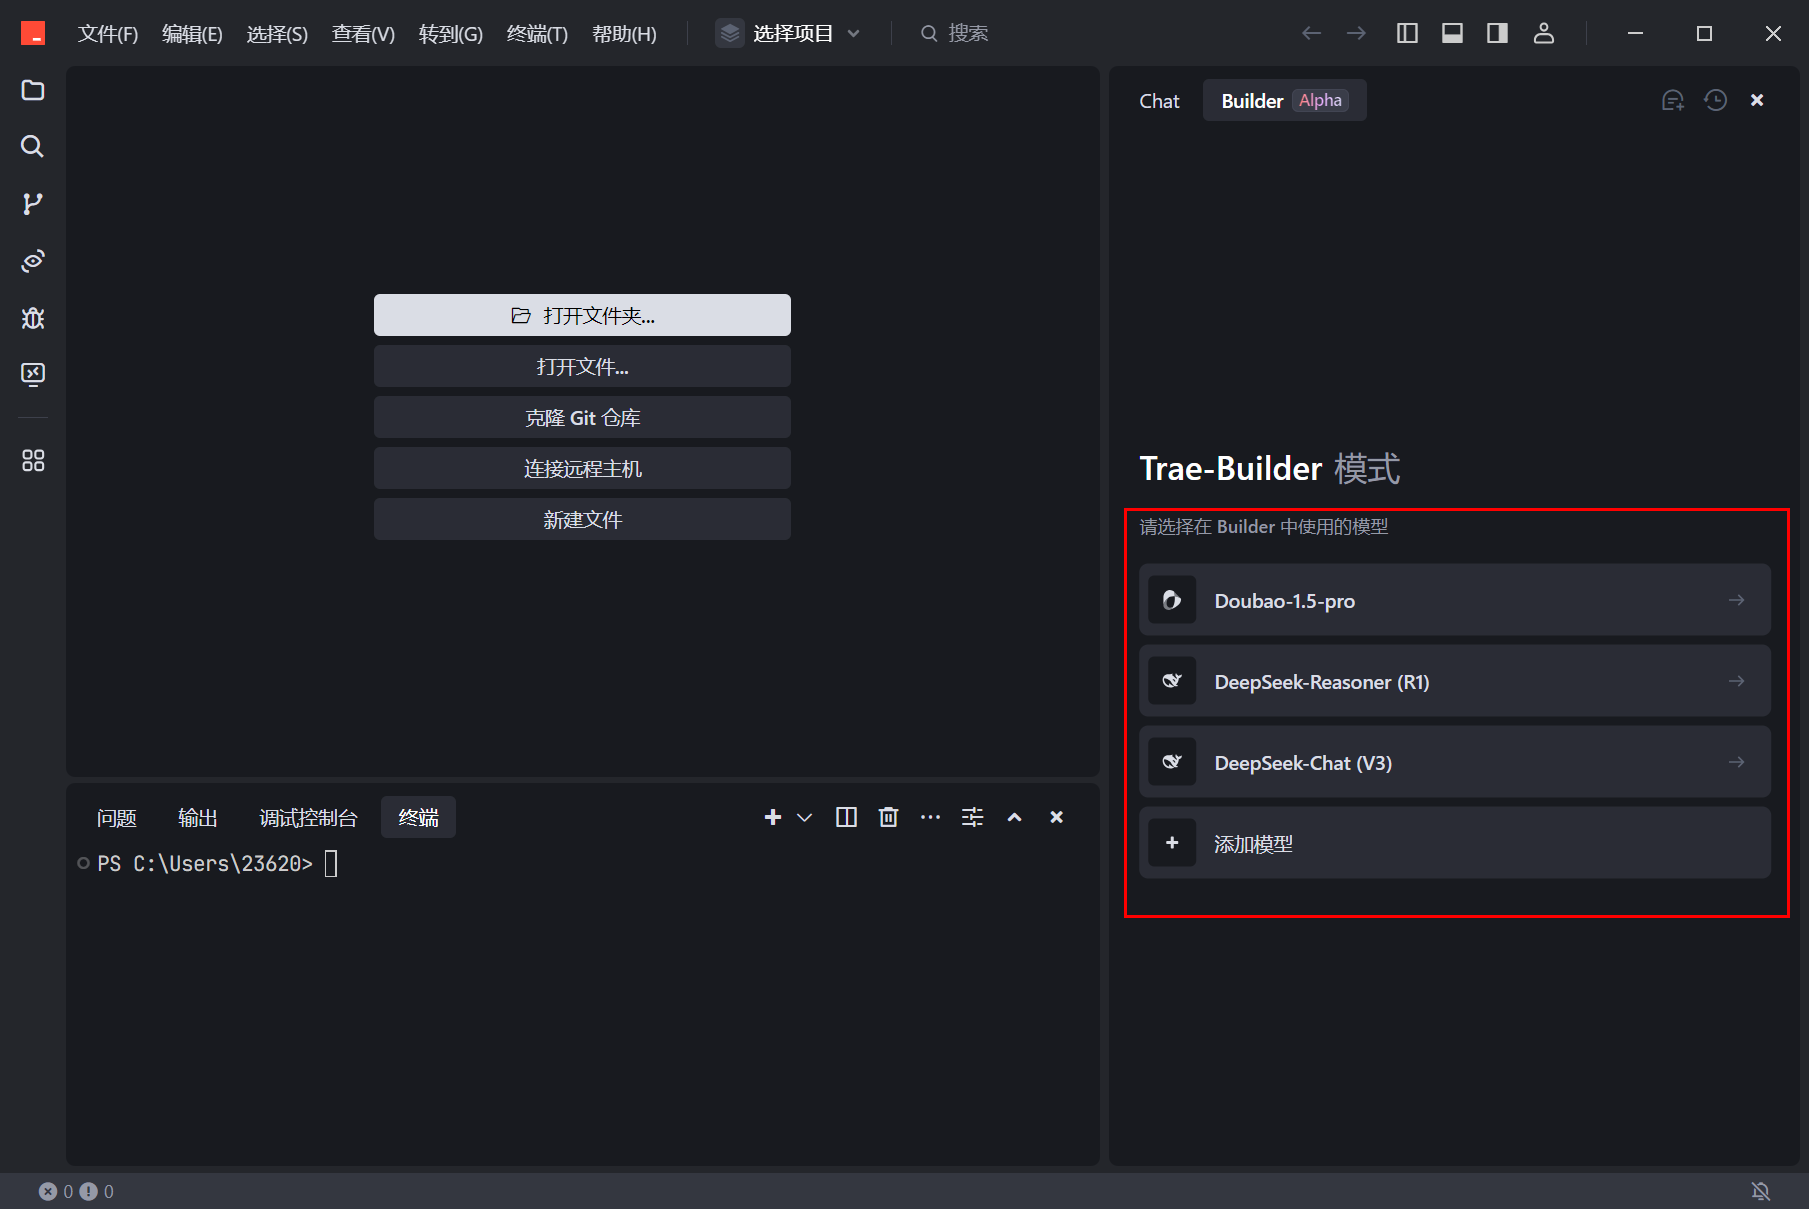 文件(F) 编辑(E) 选择(S) 查看(V) 转到(G) 终端(T) 帮助(H) 选择项目 搜索
Chat Builder Alpha
打开文件夹...
打开文件...
克隆 Git 仓库
连接远程主机
新建文件
Trae-Builder 模式
请选择在 Builder 中使用的模型
Doubao-1.5-pro
DeepSeek-Reasoner (R1)
DeepSeek-Chat (V3)
添加模型
问题 输出 调试控制台 终端
PS C:\Users\23620>
0 0